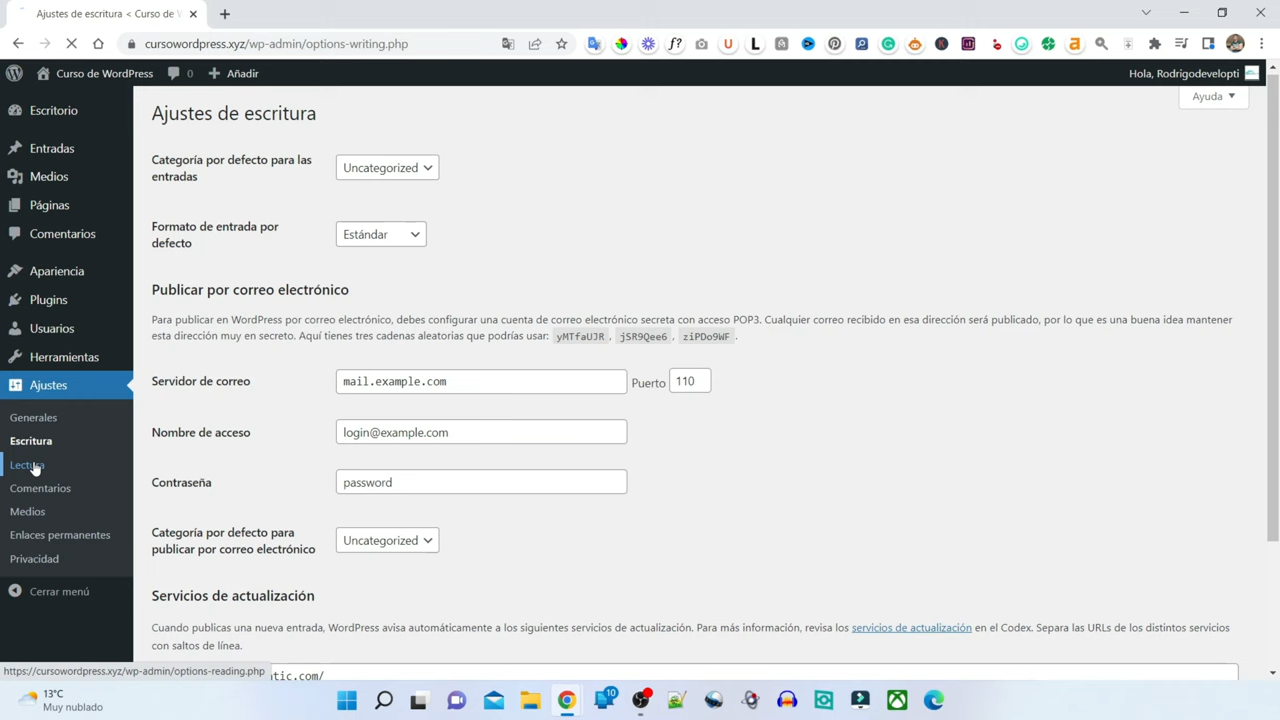 Ajustes de escritura < Curso de W
cursowordpress.xyz/wp-admin/options-writing.php
Curso de WordPress
0
Añadir
Hola, Rodrigodevelopti
Ayuda
Escritorio
Entradas
Medios
Páginas
Comentarios
Apariencia
Plugins
Usuarios
Herramientas
Ajustes
Generales
Escritura
Lectura
Comentarios
Medios
Enlaces permanentes
Privacidad
Cerrar menú
Ajustes de escritura
Categoría por defecto para las
entradas
Uncategorized
Formato de entrada por
defecto
Estándar
Publicar por correo electrónico
Para publicar en WordPress por correo electrónico, debes configurar una cuenta de correo electrónico secreta con acceso POP3. Cualquier correo recibido en esa dirección será publicado, por lo que es una buena idea mantener
esta dirección muy en secreto. Aquí tienes tres cadenas aleatorias que podrías usar: yMTfaUJR , jSR9Qee6 , ziPDo9WF .
Servidor de correo
mail.example.com
Puerto
110
Nombre de acceso
login@example.com
Contraseña
password
Categoría por defecto para
publicar por correo electrónico
Uncategorized
Servicios de actualización
Cuando publicas una nueva entrada, WordPress avisa automáticamente a los siguientes servicios de actualización. Para más información, revisa los servicios de actualización en el Codex. Separa las URLs de los distintos servicios
con saltos de línea.
https://cursowordpress.xyz/wp-admin/options-reading.php
tic.com/
13°C
Muy nublado
10